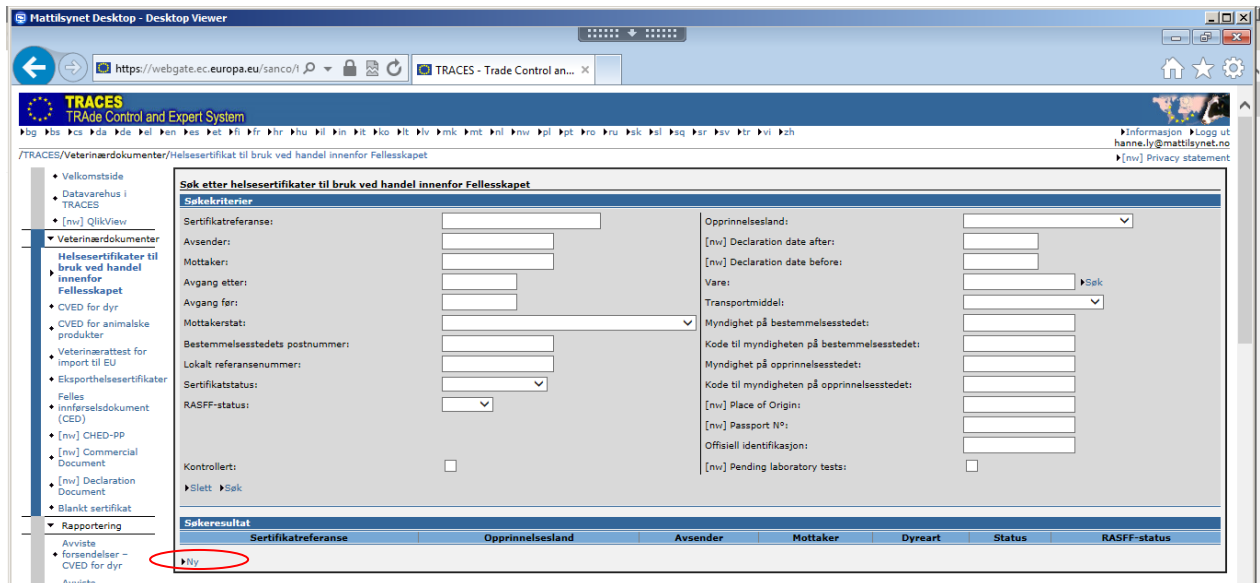 Mattilsynet Desktop - Desktop Viewer
https://webgate.ec.europa.eu/sanco/t
TRACES - Trade Control an...
TRACES
TRAde Control and Expert System
bg bs cs da de el en es et fi fr hr hu il in it ko lt lv mk mt nl nw pl pt ro ru sk sl sq sr sv tr vi zh
Informasjon Logg ut
hanne.ly@mattilsynet.no
/TRACES/Veterinærdokumenter/Helsesertifikat til bruk ved handel innenfor Fellesskapet
[nw] Privacy statement
Velkomstside
Datavarehus i
TRACES
[nw] QlikView
Veterinærdokumenter
Helsesertifikater til
bruk ved handel
innenfor
Fellesskapet
CVED for dyr
CVED for animalske
produkter
Veterinærattest for
import til EU
Eksporthelsesertifikater
Felles
innførselsdokument
(CED)
[nw] CHED-PP
[nw] Commercial
Document
[nw] Declaration
Document
Blankt sertifikat
Rapportering
Avviste
forsendelser –
CVED for dyr
Avviste
Søk etter helsesertifikater til bruk ved handel innenfor Fellesskapet
Søkekriterier
Sertifikatreferanse:
Avsender:
Mottaker:
Avgang etter:
Avgang før:
Mottakerstat:
Bestemmelsesstedets postnummer:
Lokalt referansenummer:
Sertifikatstatus:
RASFF-status:
Kontrollert:
Slett Søk
Opprinnelsesland:
[nw] Declaration date after:
[nw] Declaration date before:
Vare: Søk
Transportmiddel:
Myndighet på bestemmelsesstedet:
Kode til myndigheten på bestemmelsesstedet:
Myndighet på opprinnelsesstedet:
Kode til myndigheten på opprinnelsesstedet:
[nw] Place of Origin:
[nw] Passport Nº:
Offisiell identifikasjon:
[nw] Pending laboratory tests:
Søkeresultat
Sertifikatreferanse Opprinnelsesland Avsender Mottaker Dyreart Status RASFF-status
Ny